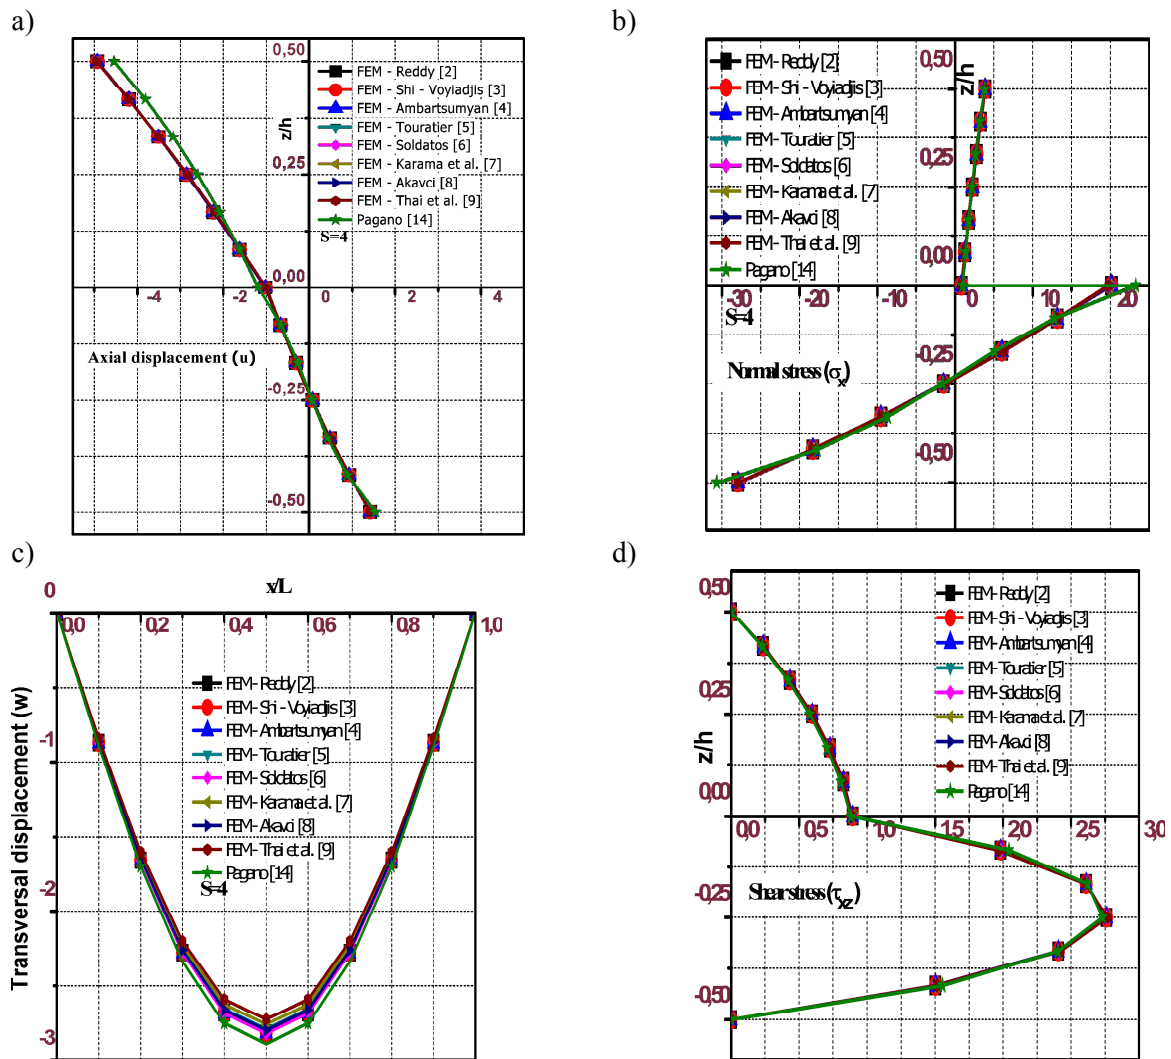 a)
0,50
FEM - Reddy [2]
FEM - Shi - Voyiadjis [3]
FEM - Ambartsumyan [4]
FEM - Touratier [5]
FEM - Soldatos [6]
FEM - Karama et al. [7]
FEM - Akavci [8]
FEM - Thai et al. [9]
Pagano [14]
S=4
z/h
0,25
0,00
-4 -2 0 2 4
Axial displacement (u)
-0,25
-0,50
b)
0,50
z/h
FEM - Reddy [2]
FEM - Shi - Voyiadjis [3]
FEM - Ambartsumyan [4]
FEM - Touratier [5]
FEM - Soldatos [6]
FEM - Karama et al. [7]
FEM - Akavci [8]
FEM - Thai et al. [9]
Pagano [14]
0,25
0,00
-30 -20 -10 0 10 20
S=4
-0,25
Normal stress (σx)
-0,50
c)
x/L
0
0,0 0,2 0,4 0,6 0,8 1,0
FEM - Reddy [2]
FEM - Shi - Voyiadjis [3]
FEM - Ambartsumyan [4]
FEM - Touratier [5]
FEM - Soldatos [6]
FEM - Karama et al. [7]
FEM - Akavci [8]
FEM - Thai et al. [9]
Pagano [14]
S=4
Transversal displacement (w)
-1
-2
-3
d)
0,50
FEM - Reddy [2]
FEM - Shi - Voyiadjis [3]
FEM - Ambartsumyan [4]
FEM - Touratier [5]
FEM - Soldatos [6]
FEM - Karama et al. [7]
FEM - Akavci [8]
FEM - Thai et al. [9]
Pagano [14]
0,25
z/h
0,00
0,0 0,5 1,0 1,5 2,0 2,5 3,0
-0,25
Shear stress (τxz)
-0,50